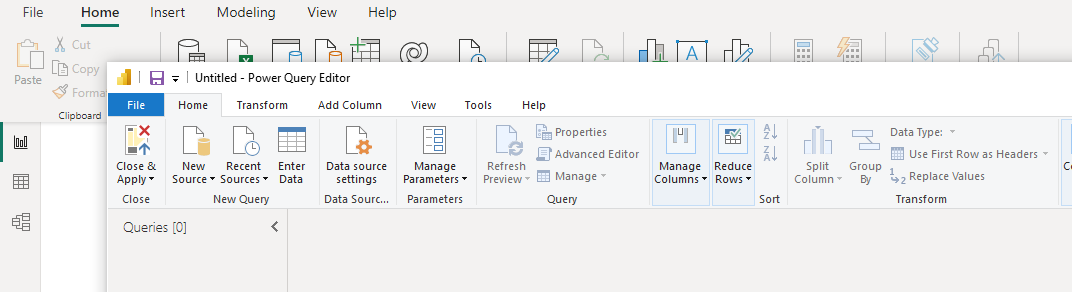 File Home Insert Modeling View Help
Cut
Copy
Paste
Clipboard
Untitled - Power Query Editor
File Home Transform Add Column View Tools Help
Close & Apply
New Source
Recent Sources
Enter Data
Data source settings
Manage Parameters
Refresh Preview
Properties
Advanced Editor
Manage
Manage Columns
Reduce Rows
A Z
Z A
Split Column
Group By
Data Type:
Use First Row as Headers
1 2 Replace Values
Close New Query Data Sourc... Parameters Query Sort Transform
Queries [0]